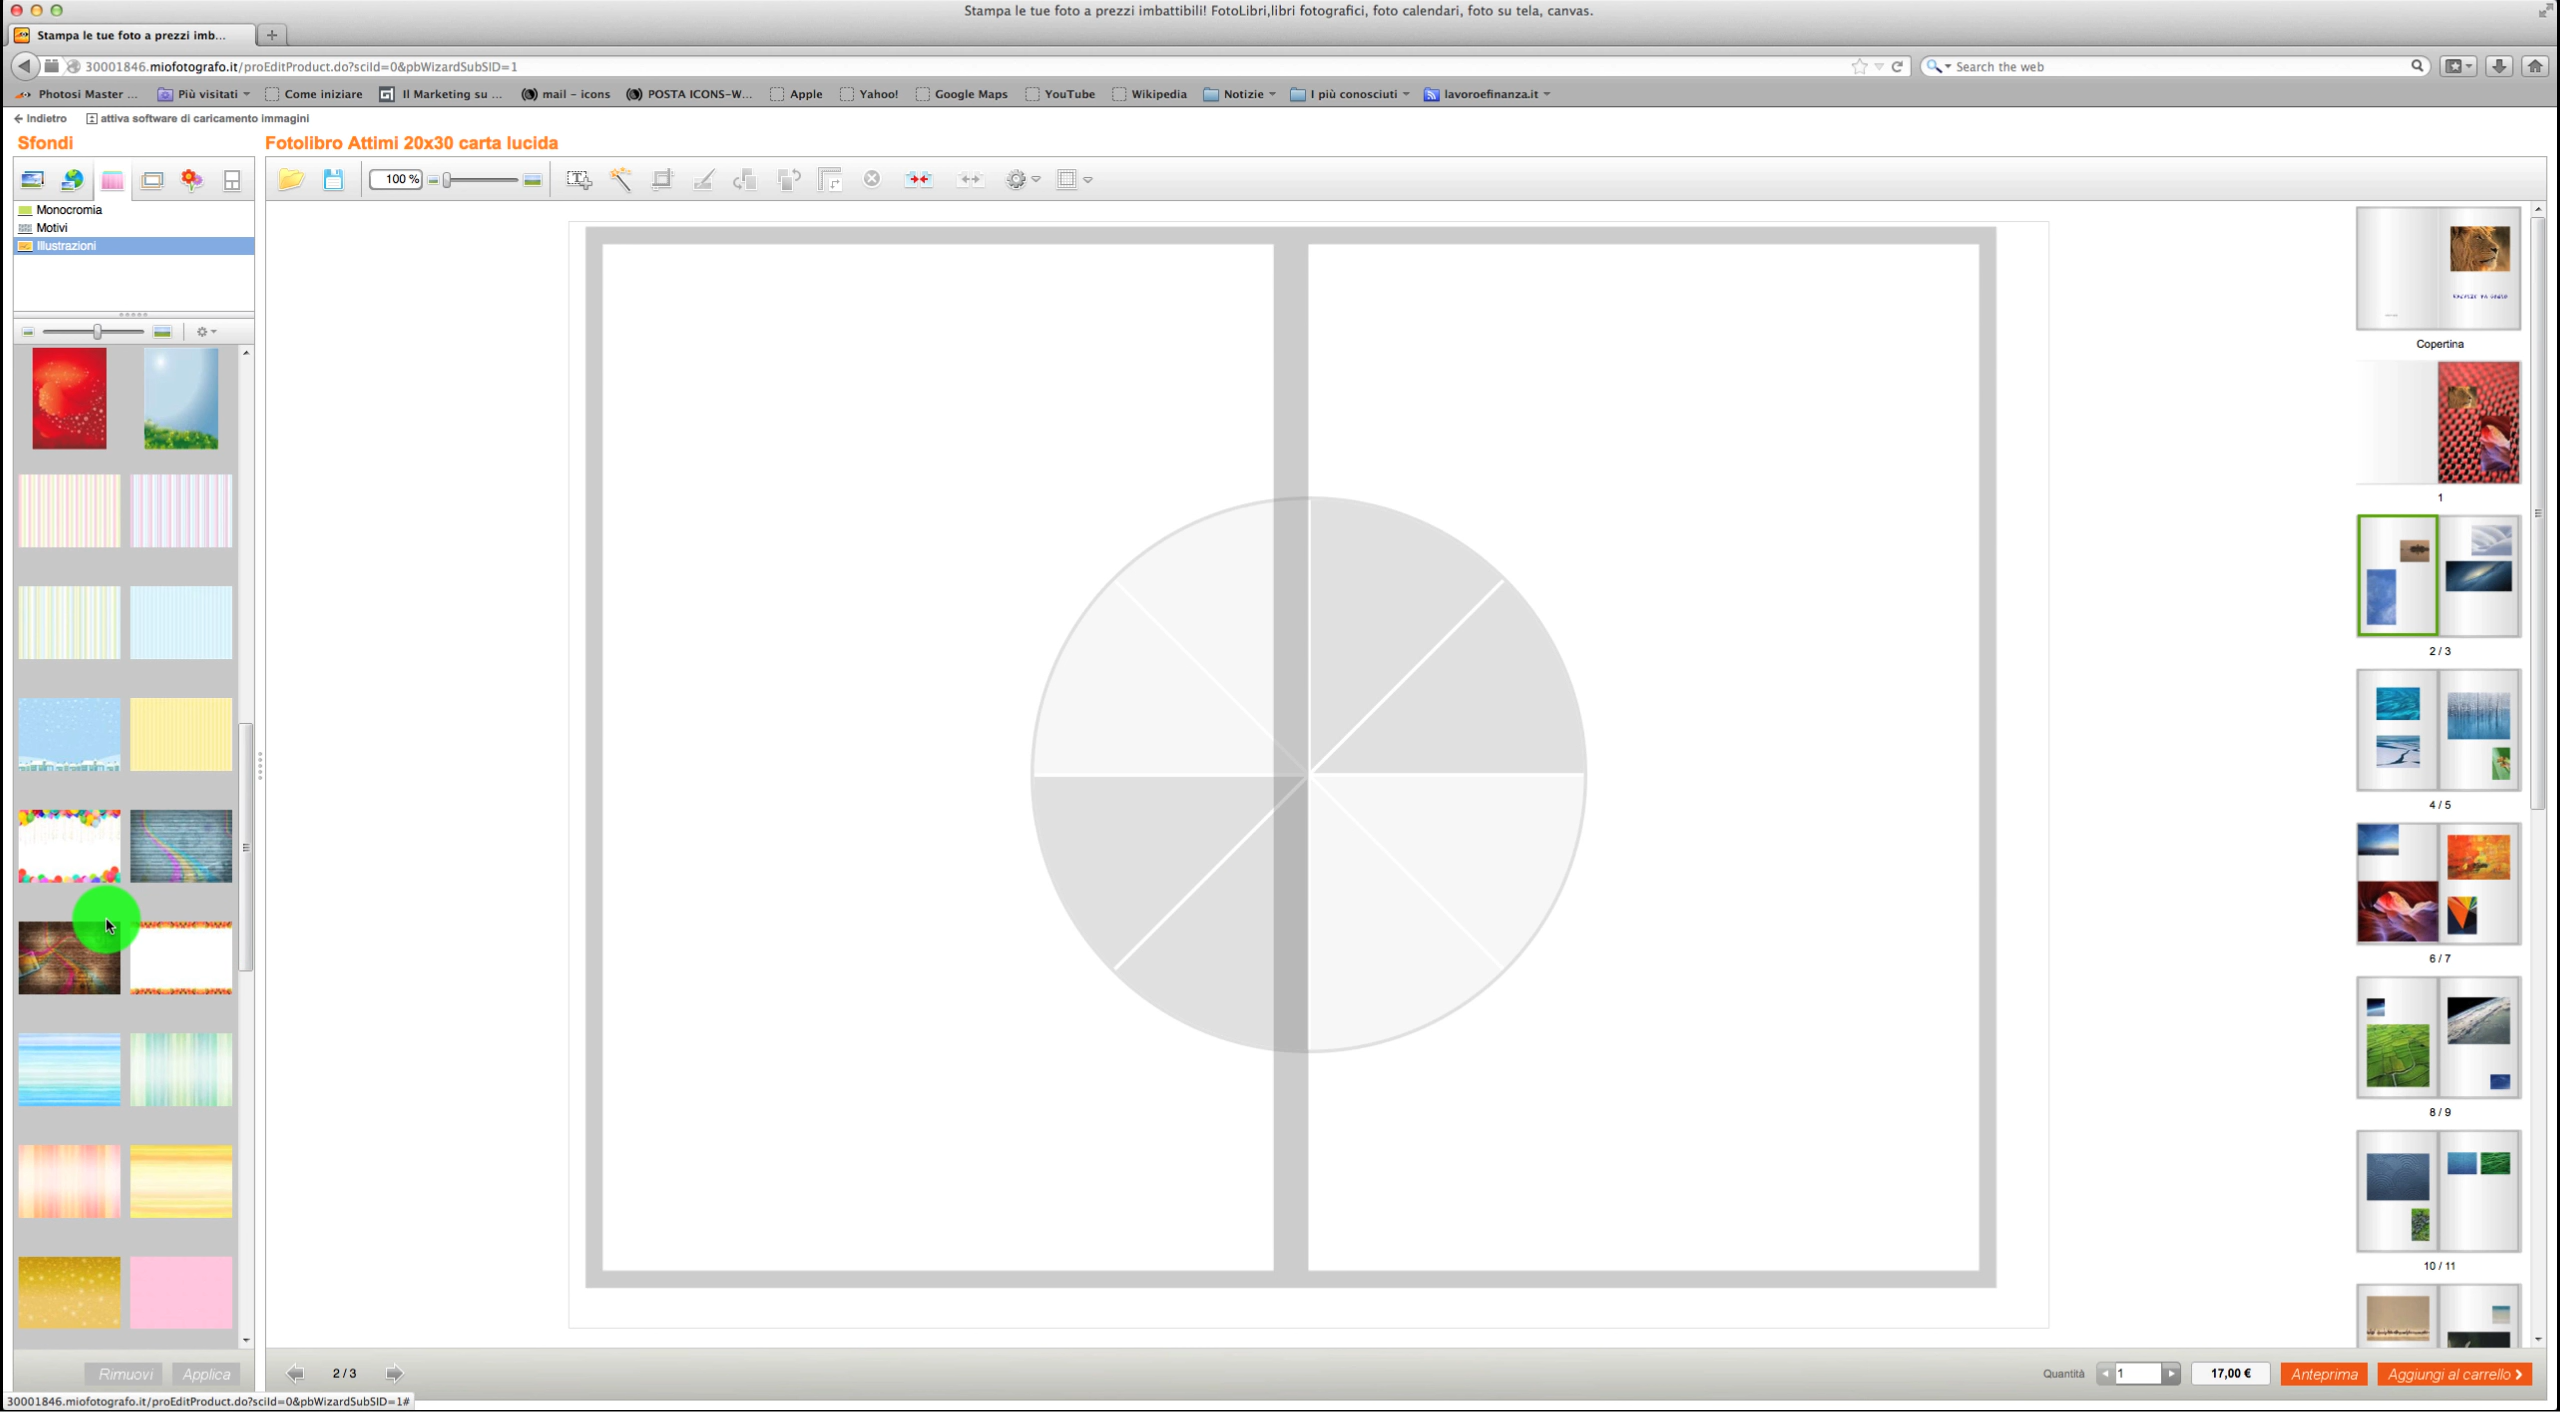 Stampa le tue foto a prezzi imbattibili! FotoLibri,libri fotografici, foto calendari, foto su tela, canvas.
Stampa le tue foto a prezzi imb...
30001846.miofotografo.it/proEditProduct.do?sciId=0&pbWizardSubSID=1
Search the web
Photosi Master ... Più visitati Come iniziare Il Marketing su ... mail – icons POSTA ICONS-W... Apple Yahoo! Google Maps YouTube Wikipedia Notizie I più conosciuti lavoroefinanza.it
Indietro attiva software di caricamento immagini
Sfondi Fotolibro Attimi 20x30 carta lucida
100 %
Monocromia
Motivi
Illustrazioni
Copertina
1
2 / 3
4 / 5
6 / 7
8 / 9
10 / 11
Rimuovi Applica 2 / 3 Quantità 1 17,00 € Anteprima Aggiungi al carrello
30001846.miofotografo.it/proEditProduct.do?sciId=0&pbWizardSubSID=1#